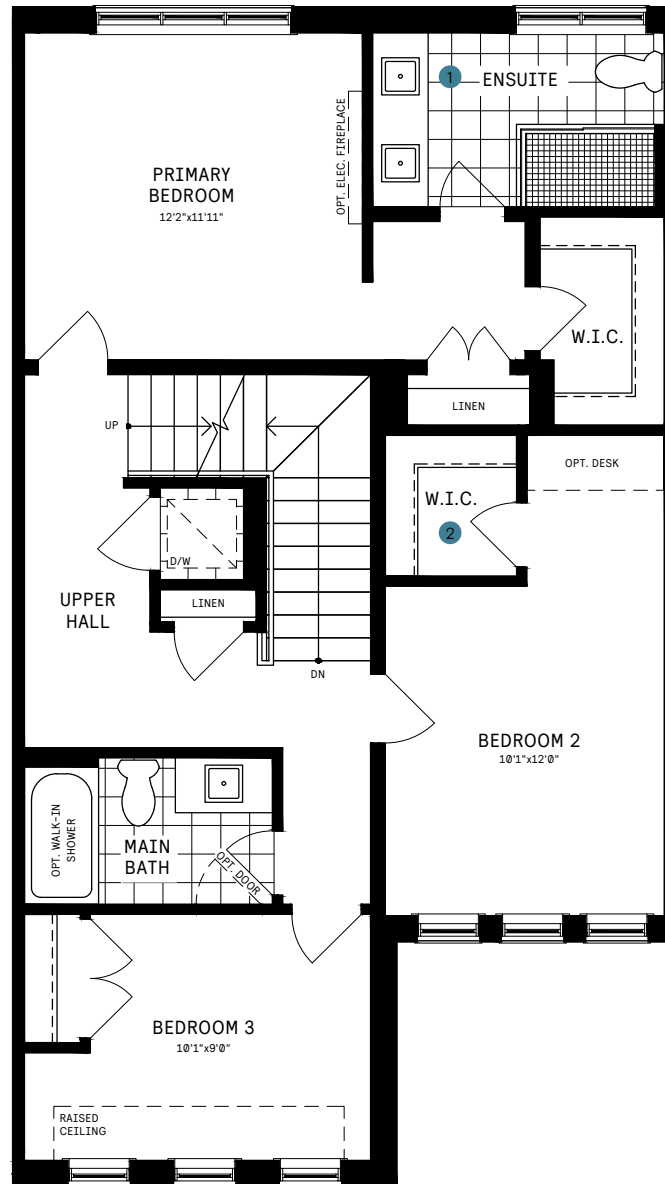 1 ENSUITE
OPT. ELEC. FIREPLACE
PRIMARY
BEDROOM
12'2"x11'11"
W.I.C.
LINEN
UP
OPT. DESK
W.I.C.
2
D/W
LINEN
UPPER
HALL
DN
BEDROOM 2
10'1"x12'0"
OPT. WALK-IN
SHOWER
MAIN
BATH
OPT. DOOR
BEDROOM 3
10'1"x9'0"
RAISED
CEILING